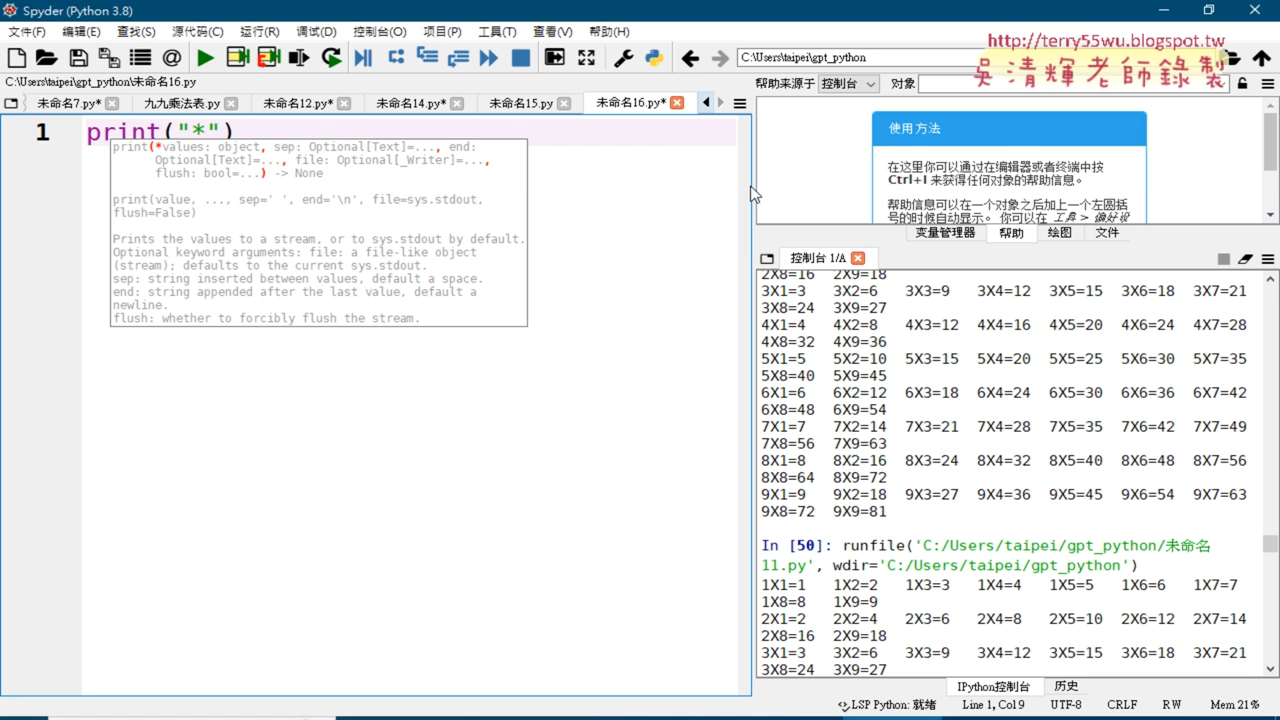 Spyder (Python 3.8)
文件(F) 编辑(E) 查找(S) 源代码(C) 运行(R) 调试(D) 控制台(O) 项目(P) 工具(T) 查看(V) 帮助(H)
http://terry55wu.blogspot.tw
吳清輝老師錄製
C:\Users\taipei\gpt_python
C:\Users\taipei\gpt_python\未命名16.py
帮助来源于 控制台 对象
未命名7.py* 九九乘法表.py 未命名12.py* 未命名14.py* 未命名15.py 未命名16.py*
1 print("*")
print(*values: object, sep: Optional[Text]=..., end:
Optional[Text]=..., file: Optional[_Writer]=...,
flush: bool=...) -> None
print(value, ..., sep=' ', end='\n', file=sys.stdout,
flush=False)
Prints the values to a stream, or to sys.stdout by default.
Optional keyword arguments: file: a file-like object
(stream); defaults to the current sys.stdout.
sep: string inserted between values, default a space.
end: string appended after the last value, default a
newline.
flush: whether to forcibly flush the stream.
使用方法
在这里你可以通过在编辑器或者终端中按
Ctrl+I 来获得任何对象的帮助信息。
帮助信息可以在一个对象之后加上一个左圆括
号的时候自动显示。 你可以在 工具 > 偏好设
变量管理器 帮助 绘图 文件
控制台 1/A
2X8=16 2X9=18
3X1=3 3X2=6 3X3=9 3X4=12 3X5=15 3X6=18 3X7=21
3X8=24 3X9=27
4X1=4 4X2=8 4X3=12 4X4=16 4X5=20 4X6=24 4X7=28
4X8=32 4X9=36
5X1=5 5X2=10 5X3=15 5X4=20 5X5=25 5X6=30 5X7=35
5X8=40 5X9=45
6X1=6 6X2=12 6X3=18 6X4=24 6X5=30 6X6=36 6X7=42
6X8=48 6X9=54
7X1=7 7X2=14 7X3=21 7X4=28 7X5=35 7X6=42 7X7=49
7X8=56 7X9=63
8X1=8 8X2=16 8X3=24 8X4=32 8X5=40 8X6=48 8X7=56
8X8=64 8X9=72
9X1=9 9X2=18 9X3=27 9X4=36 9X5=45 9X6=54 9X7=63
9X8=72 9X9=81
In [50]: runfile('C:/Users/taipei/gpt_python/未命名
11.py', wdir='C:/Users/taipei/gpt_python')
1X1=1 1X2=2 1X3=3 1X4=4 1X5=5 1X6=6 1X7=7
1X8=8 1X9=9
2X1=2 2X2=4 2X3=6 2X4=8 2X5=10 2X6=12 2X7=14
2X8=16 2X9=18
3X1=3 3X2=6 3X3=9 3X4=12 3X5=15 3X6=18 3X7=21
3X8=24 3X9=27
IPython控制台 历史
LSP Python: 就绪 Line 1, Col 9 UTF-8 CRLF RW Mem 21%